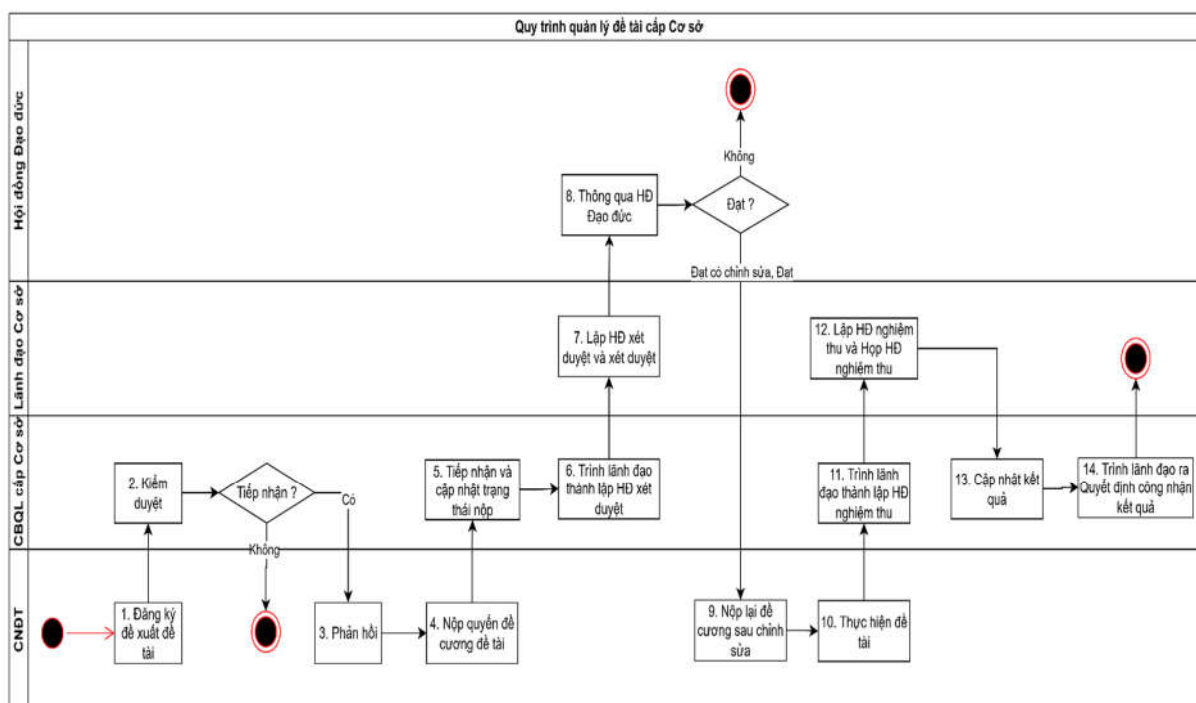 Quy trình quản lý đề tài cấp Cơ sở
Hội đồng Đạo đức
8. Thông qua HĐ
Đạo đức
Đạt ?
Không
Đạt có chỉnh sửa, Đạt
Lãnh đạo Cơ sở
7. Lập HĐ xét
duyệt và xét duyệt
12. Lập HĐ nghiệm
thu và Họp HĐ
nghiệm thu
CBQL cấp Cơ sở
2. Kiểm
duyệt
Tiếp nhận ?
Có
Không
5. Tiếp nhận và
cập nhật trạng
thái nộp
6. Trình lãnh đạo
thành lập HĐ xét
duyệt
11. Trình lãnh
đạo thành lập HĐ
nghiệm thu
13. Cập nhât kết
quả
14. Trình lãnh đạo ra
Quyết định công nhận
kết quả
CNĐT
1. Đăng ký
đề xuất đề
tài
3. Phản hồi
4. Nộp quyển đề
cương đề tài
9. Nộp lại đề
cương sau chỉnh
sửa
10. Thực hiện đề
tài